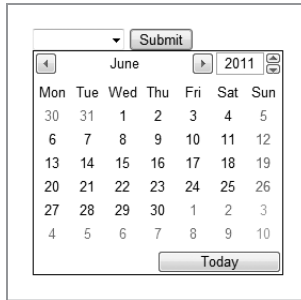 Submit
June 2011
Mon Tue Wed Thu Fri Sat Sun
30 31 1 2 3 4 5
6 7 8 9 10 11 12
13 14 15 16 17 18 19
20 21 22 23 24 25 26
27 28 29 30 1 2 3
4 5 6 7 8 9 10
Today